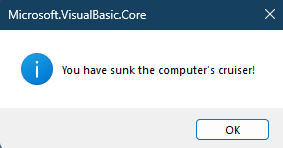 Microsoft.VisualBasic.Core
You have sunk the computer's cruiser!
OK